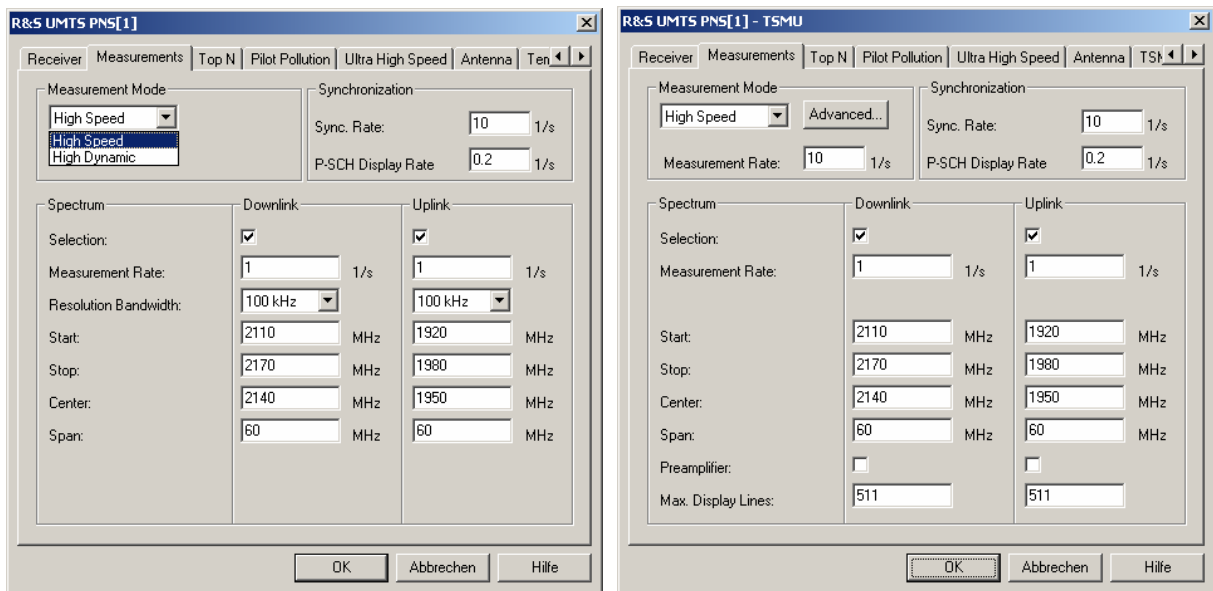 R&S UMTS PNS[1]
Receiver Measurements Top N Pilot Pollution Ultra High Speed Antenna
Measurement Mode
High Speed
High Speed
High Dynamic
Synchronization
Sync. Rate: 10 1/s
P-SCH Display Rate 0.2 1/s
Spectrum Downlink Uplink
Selection:
Measurement Rate: 1 1/s 1 1/s
Resolution Bandwidth: 100 kHz 100 kHz
Start: 2110 MHz 1920 MHz
Stop: 2170 MHz 1980 MHz
Center: 2140 MHz 1950 MHz
Span: 60 MHz 60 MHz
OK Abbrechen Hilfe
R&S UMTS PNS[1] - TSMU
Receiver Measurements Top N Pilot Pollution Ultra High Speed Antenna
Measurement Mode
High Speed Advanced...
Measurement Rate: 10 1/s
Synchronization
Sync. Rate: 10 1/s
P-SCH Display Rate 0.2 1/s
Spectrum Downlink Uplink
Selection:
Measurement Rate: 1 1/s 1 1/s
Start: 2110 MHz 1920 MHz
Stop: 2170 MHz 1980 MHz
Center: 2140 MHz 1950 MHz
Span: 60 MHz 60 MHz
Preamplifier:
Max. Display Lines: 511 511
OK Abbrechen Hilfe